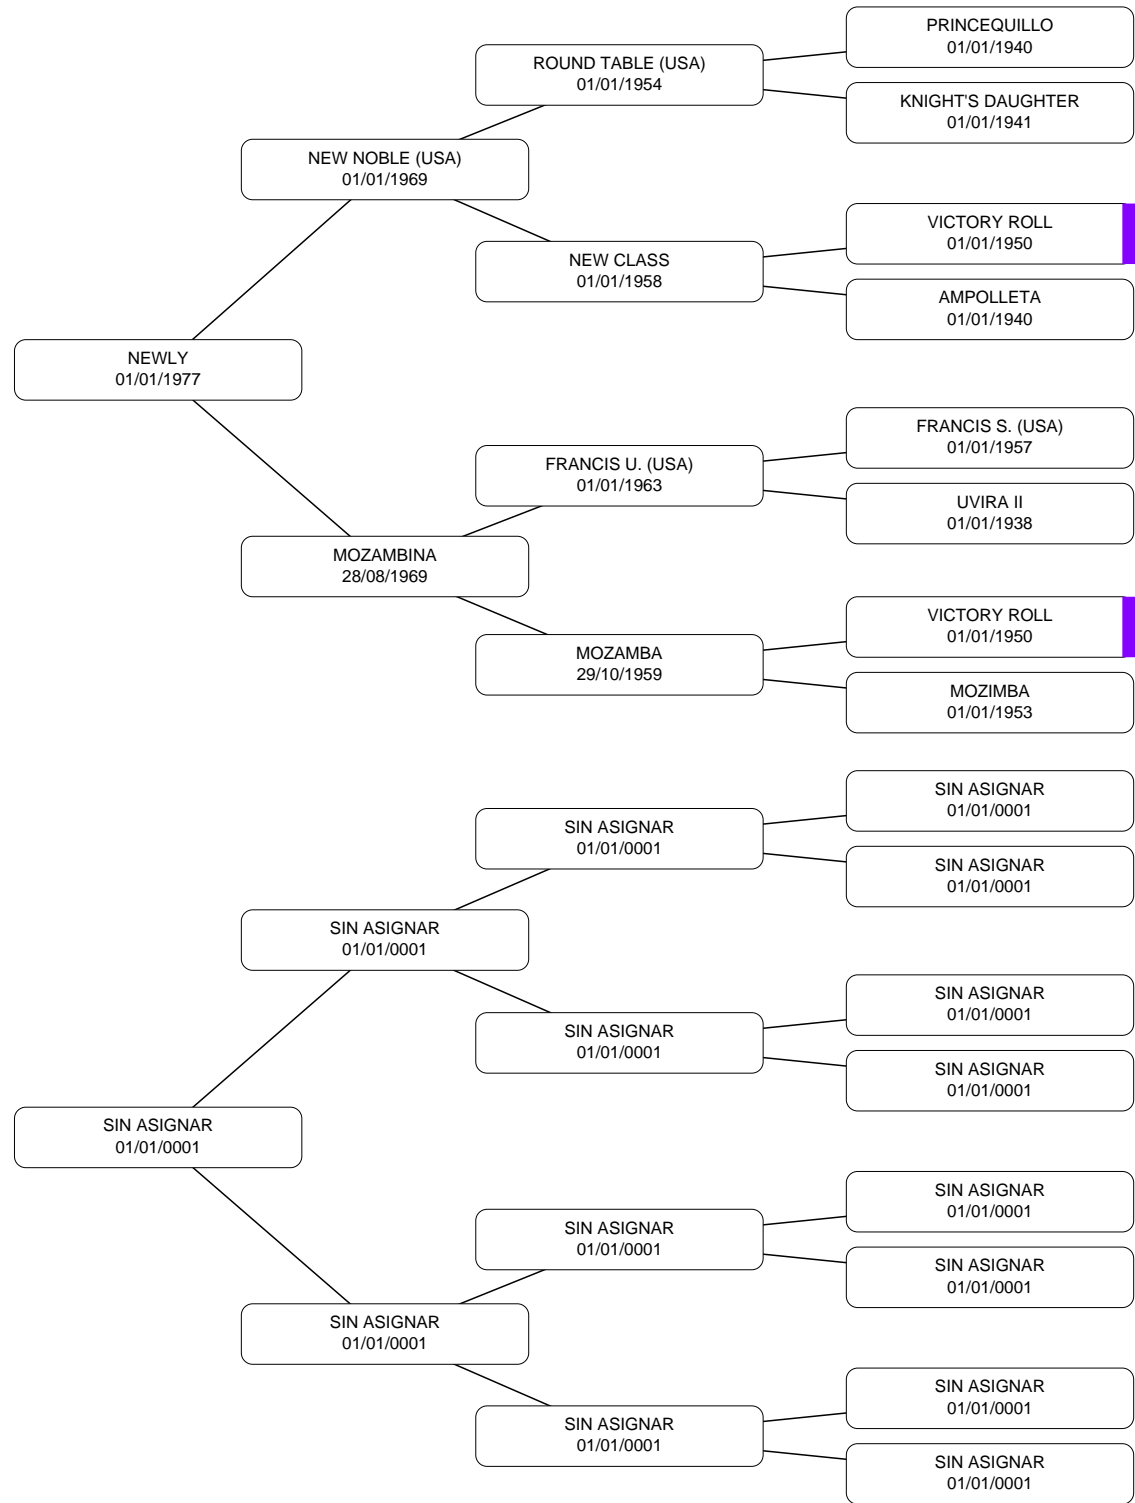 PRINCEQUILLO
01/01/1940
ROUND TABLE (USA)
01/01/1954
KNIGHT'S DAUGHTER
01/01/1941
NEW NOBLE (USA)
01/01/1969
VICTORY ROLL
01/01/1950
NEW CLASS
01/01/1958
AMPOLLETA
01/01/1940
NEWLY
01/01/1977
FRANCIS S. (USA)
01/01/1957
FRANCIS U. (USA)
01/01/1963
UVIRA II
01/01/1938
MOZAMBINA
28/08/1969
VICTORY ROLL
01/01/1950
MOZAMBA
29/10/1959
MOZIMBA
01/01/1953
SIN ASIGNAR
01/01/0001
SIN ASIGNAR
01/01/0001
SIN ASIGNAR
01/01/0001
SIN ASIGNAR
01/01/0001
SIN ASIGNAR
01/01/0001
SIN ASIGNAR
01/01/0001
SIN ASIGNAR
01/01/0001
SIN ASIGNAR
01/01/0001
SIN ASIGNAR
01/01/0001
SIN ASIGNAR
01/01/0001
SIN ASIGNAR
01/01/0001
SIN ASIGNAR
01/01/0001
SIN ASIGNAR
01/01/0001
SIN ASIGNAR
01/01/0001
SIN ASIGNAR
01/01/0001